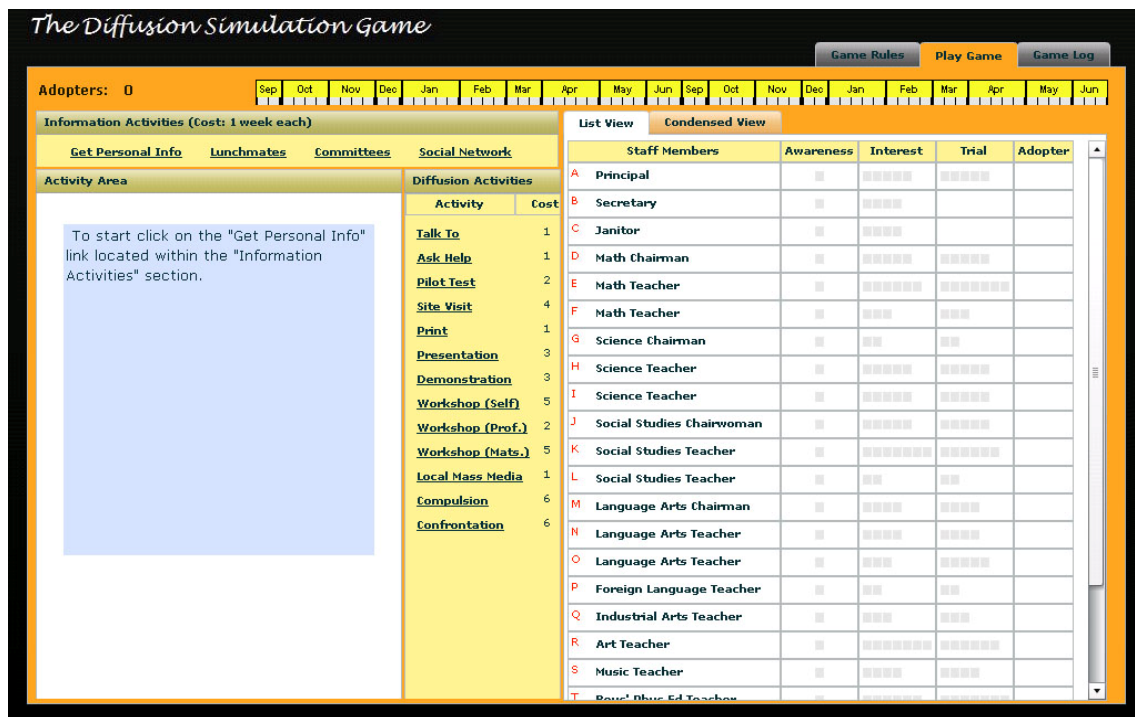 The Diffusion Simulation Game
Game Rules Play Game Game Log
Adopters: 0
Sep Oct Nov Dec Jan Feb Mar Apr May Jun Sep Oct Nov Dec Jan Feb Mar Apr May Jun
Information Activities (Cost: 1 week each)
Get Personal Info Lunchmates Committees Social Network
Activity Area
To start click on the "Get Personal Info"
link located within the "Information
Activities" section.
Diffusion Activities
Activity Cost
Talk To 1
Ask Help 1
Pilot Test 2
Site Visit 4
Print 1
Presentation 3
Demonstration 3
Workshop (Self) 5
Workshop (Prof.) 2
Workshop (Mats.) 5
Local Mass Media 1
Compulsion 6
Confrontation 6
List View Condensed View
Staff Members Awareness Interest Trial Adopter
A Principal
B Secretary
C Janitor
D Math Chairman
E Math Teacher
F Math Teacher
G Science Chairman
H Science Teacher
I Science Teacher
J Social Studies Chairwoman
K Social Studies Teacher
L Social Studies Teacher
M Language Arts Chairman
N Language Arts Teacher
O Language Arts Teacher
P Foreign Language Teacher
Q Industrial Arts Teacher
R Art Teacher
S Music Teacher
T Boys' Phys Ed Teacher